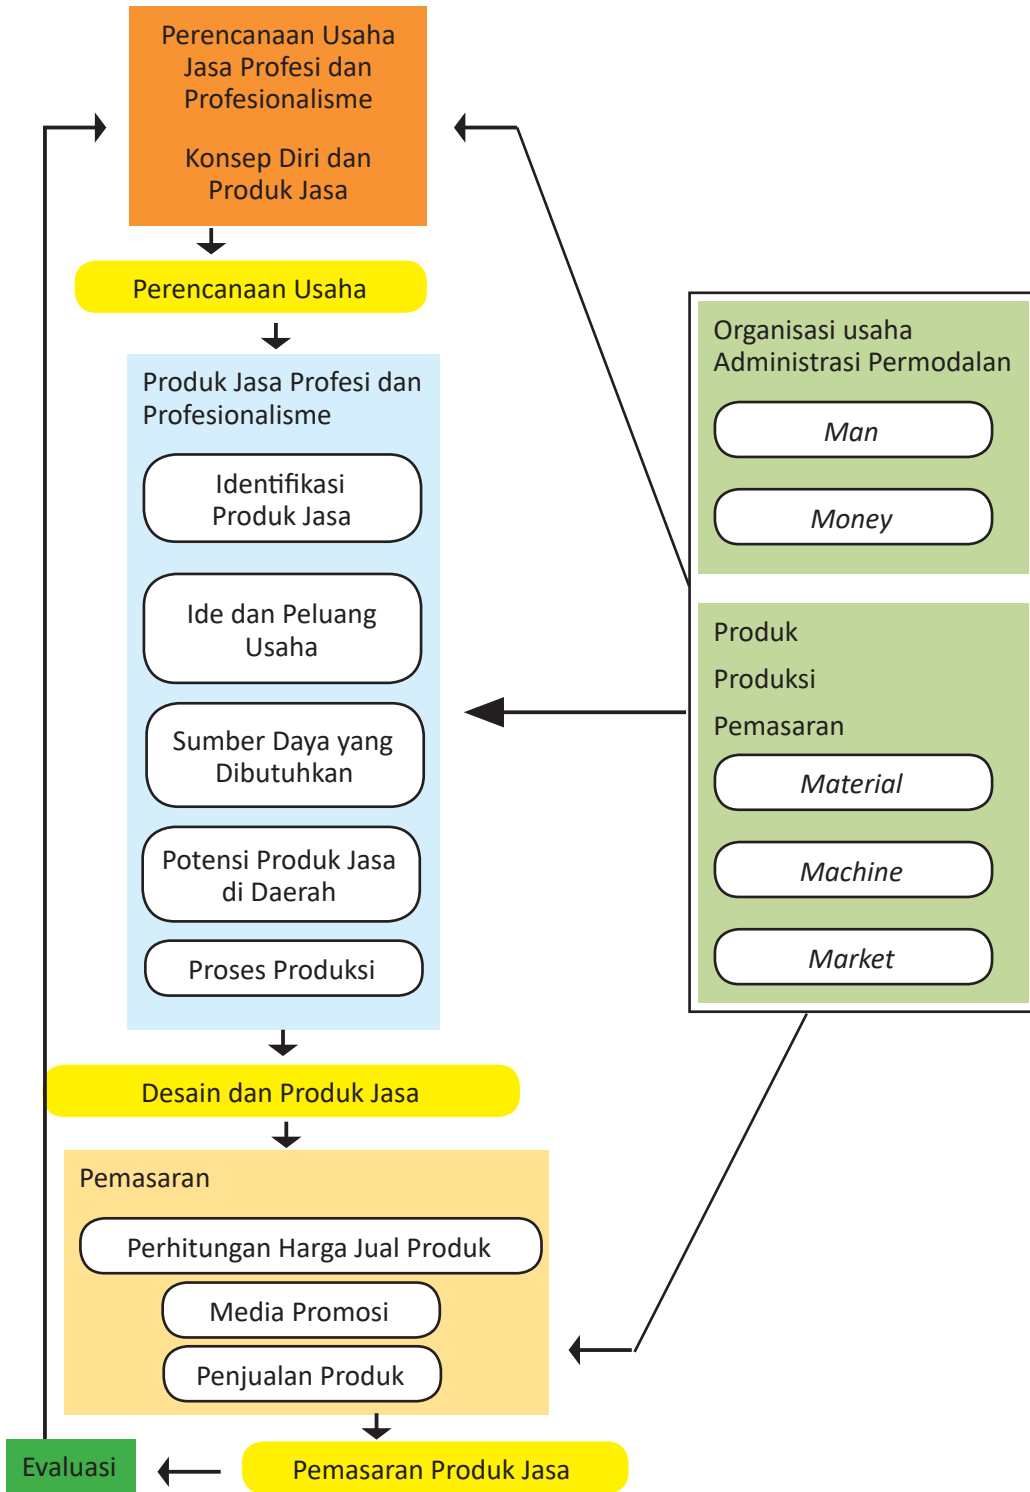 Perencanaan Usaha
Jasa Profesi dan
Profesionalisme
Konsep Diri dan
Produk Jasa
Perencanaan Usaha
Produk Jasa Profesi dan
Profesionalisme
Identifikasi
Produk Jasa
Ide dan Peluang
Usaha
Sumber Daya yang
Dibutuhkan
Potensi Produk Jasa
di Daerah
Proses Produksi
Desain dan Produk Jasa
Pemasaran
Perhitungan Harga Jual Produk
Media Promosi
Penjualan Produk
Pemasaran Produk Jasa
Evaluasi
Organisasi usaha
Administrasi Permodalan
Man
Money
Produk
Produksi
Pemasaran
Material
Machine
Market